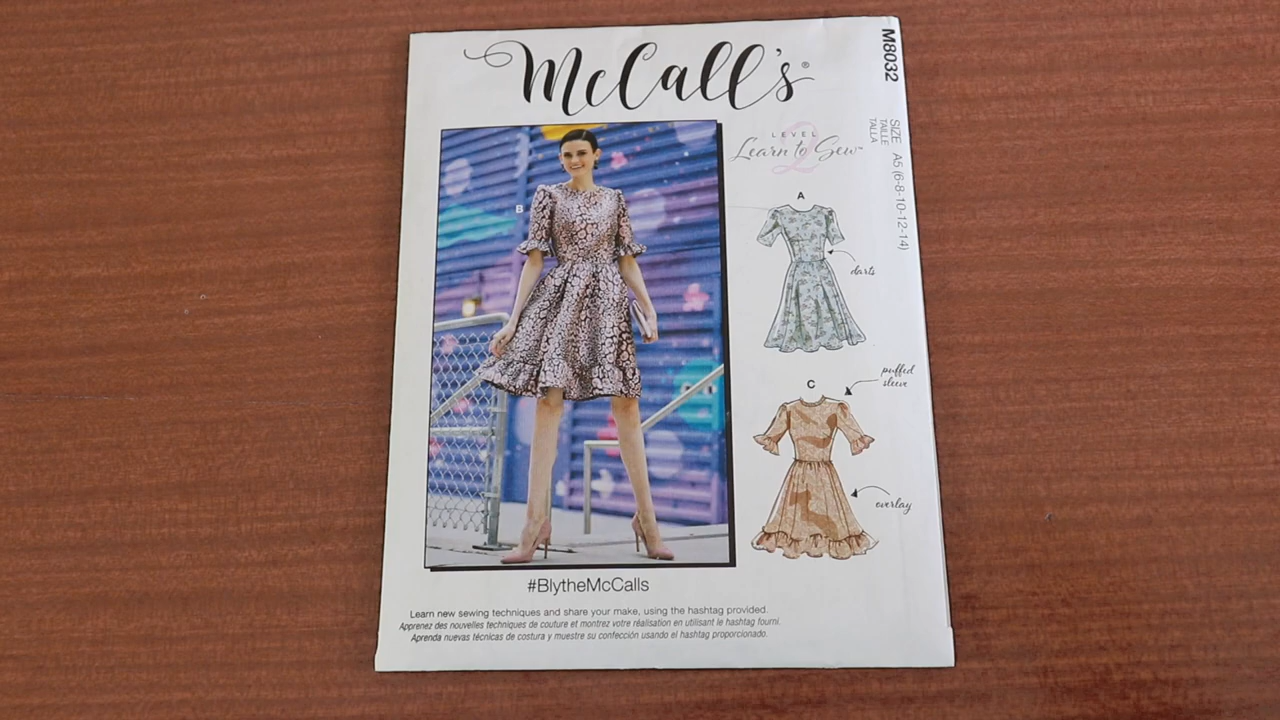 McCall's®
M8032
SIZE A5 (6-8-10-12-14)
TAILLE
TALLA
LEVEL
2
Learn to Sew™
A
darts
B
C
puffed
sleeve
overlay
#BlytheMcCalls
Learn new sewing techniques and share your make, using the hashtag provided.
Apprenez des nouvelles techniques de couture et montrez votre réalisation en utilisant le hashtag fourni.
Aprenda nuevas técnicas de costura y muestre su confección usando el hashtag proporcionado.